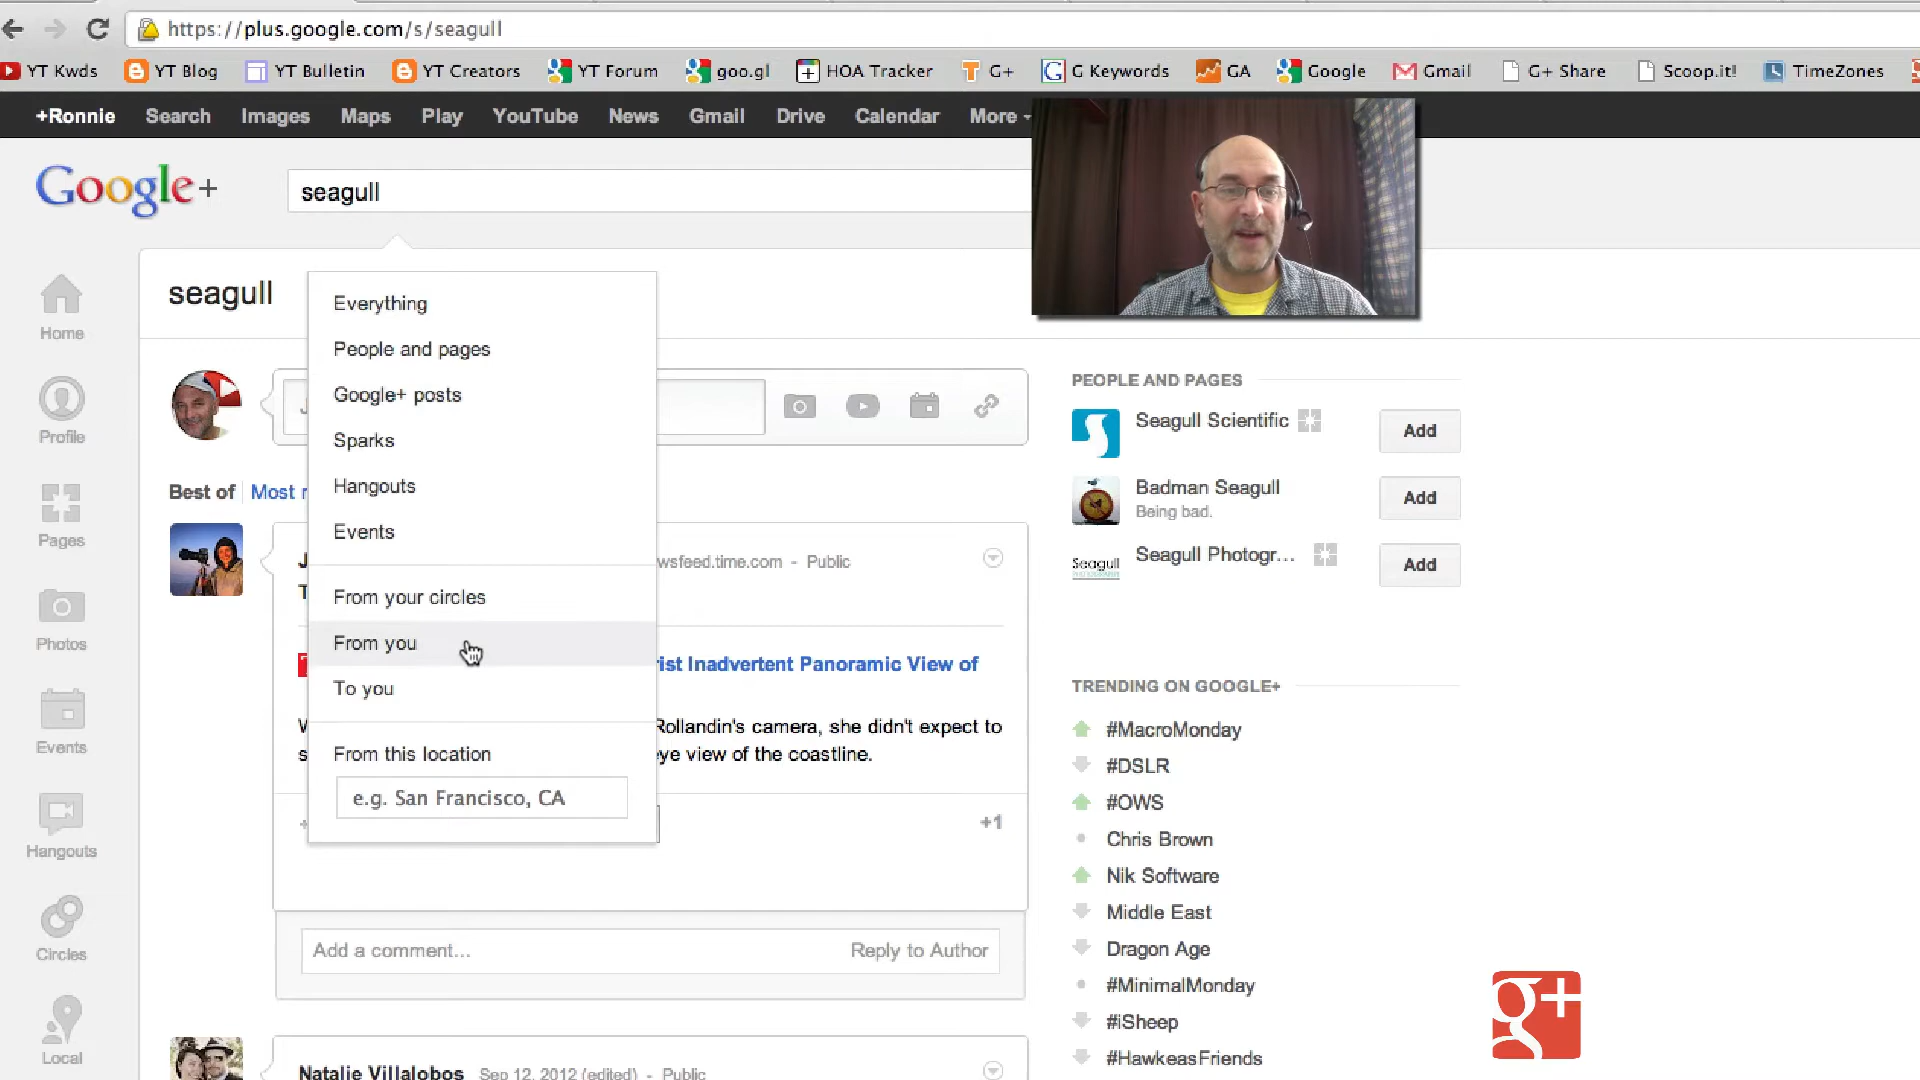 https://plus.google.com/s/seagull
YT Kwds
YT Blog
YT Bulletin
YT Creators
YT Forum
goo.gl
HOA Tracker
G+
G Keywords
GA
Google
Gmail
G+ Share
Scoop.it!
TimeZones
+Ronnie
Search
Images
Maps
Play
YouTube
News
Gmail
Drive
Calendar
More
Google+
seagull
seagull
Home
Profile
Pages
Photos
Events
Hangouts
Circles
Local
Everything
People and pages
Google+ posts
Sparks
Hangouts
Events
From your circles
From you
To you
From this location
e.g. San Francisco, CA
Best of
Most r
wsfeed.time.com - Public
rist Inadvertent Panoramic View of
Rollandin's camera, she didn't expect to
eye view of the coastline.
+1
Add a comment...
Reply to Author
Natalie Villalobos Sep 12, 2012 (edited) - Public
PEOPLE AND PAGES
Seagull Scientific
Add
Badman Seagull
Being bad.
Add
Seagull
Seagull Photogr...
Add
TRENDING ON GOOGLE+
#MacroMonday
#DSLR
#OWS
Chris Brown
Nik Software
Middle East
Dragon Age
#MinimalMonday
#iSheep
#HawkeasFriends
g+